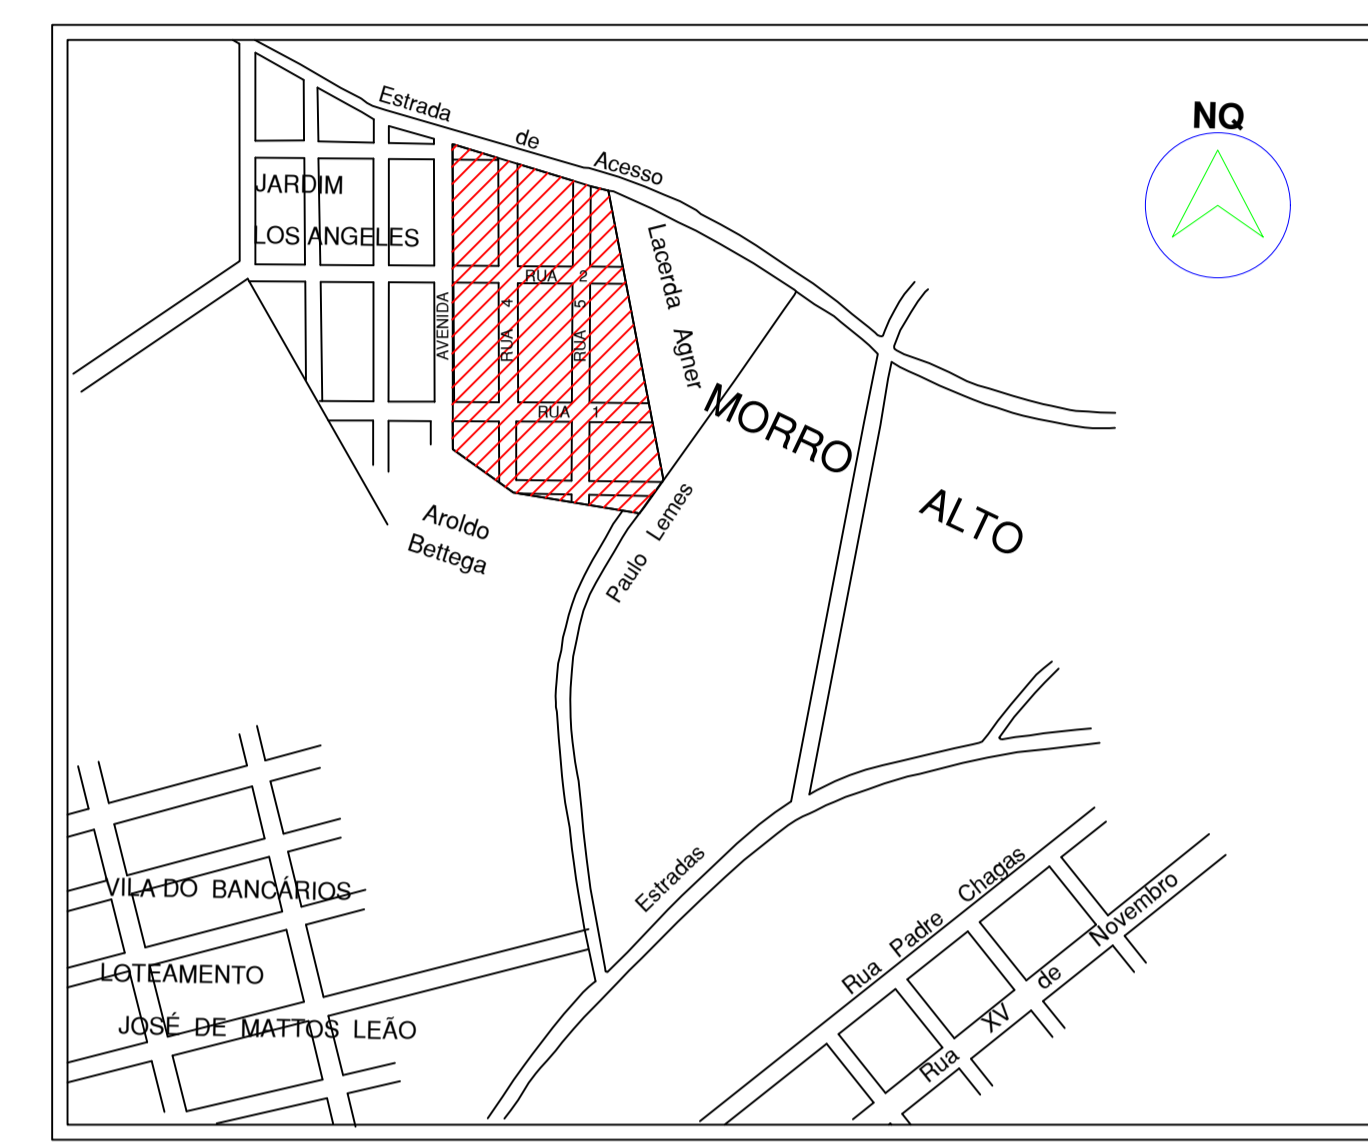 Estrada de Acesso
NQ
JARDIM
LOS ANGELES
AVENIDA
RUA 2
RUA 4
RUA 5
RUA 1
Lacerda Agner
MORRO
ALTO
Aroldo
Bettega
Paulo Lemes
VILA DO BANCÁRIOS
LOTEAMENTO
JOSÉ DE MATTOS LEÃO
Estradas
Rua Padre Chagas
Rua XV de Novembro